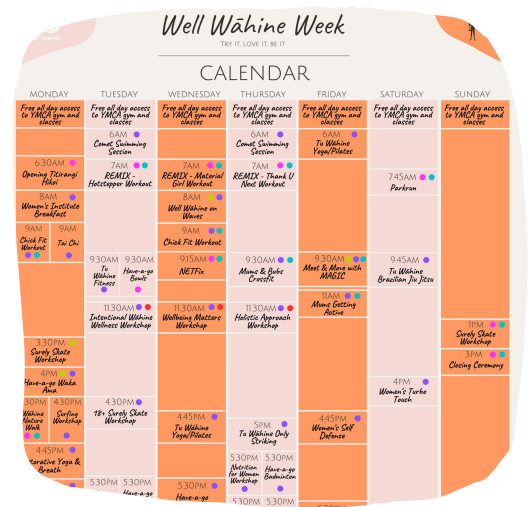 Well Wāhine Week
TRY IT, LOVE IT, BE IT
CALENDAR
MONDAY
Free all day access
to YMCA gym and
classes
6.30AM
Opening Titirangi
Hikoi
8AM
Women's Institute
Breakfast
9AM
Chick Fit
Workout
9AM
Tai Chi
3.30PM
Surely Skate
Workshop
4PM
Have-a-go Waka
Ama
30PM
Wāhine
Nature
Walk
4.30PM
Surfing
Workshop
4.45PM
orative Yoga &
Breath
TUESDAY
Free all day access
to YMCA gym and
classes
6AM
Comet Swimming
Session
7AM
REMIX -
Hotstepper Workout
9.30AM
Tu
Wāhine
Fitness
9.30AM
Have-a-go
Bowls
11.30AM
Intentional Wāhine
Wellness Workshop
4.30PM
18+ Surely Skate
Workshop
5.30PM
5.30PM
Have-a-go
WEDNESDAY
Free all day access
to YMCA gym and
classes
7AM
REMIX - Material
Girl Workout
8AM
Well Wāhine on
Waves
9AM
Chick Fit Workout
9.15AM
NETFix
11.30AM
Wellbeing Matters
Workshop
4.45PM
Tu Wāhine
Yoga/Pilates
5.30PM
Have-a-go
THURSDAY
Free all day access
to YMCA gym and
classes
6AM
Comet Swimming
Session
7AM
REMIX - Thank U
Next Workout
9.30AM
Mums & Bubs
Crossfit
11.30AM
Holistic Approach
Workshop
5PM
Tu Wāhine Only
Striking
5.30PM
Nutrition
for Women
Workshop
5.30PM
Have-a-go
Badminton
5.30PM
5.30PM
FRIDAY
Free all day access
to YMCA gym and
classes
6AM
Tu Wāhine
Yoga/Pilates
9.30AM
Meet & Move with
MAGIC
11AM
Mums Getting
Active
4.45PM
Women's Self
Defense
SATURDAY
Free all day access
to YMCA gym and
classes
7:45AM
Parkrun
9.45AM
Tu Wāhine
Brazilian Jiu Jitsu
4PM
Women's Turbo
Touch
SUNDAY
Free all day access
to YMCA gym and
classes
1PM
Surely Skate
Workshop
3PM
Closing Ceremony